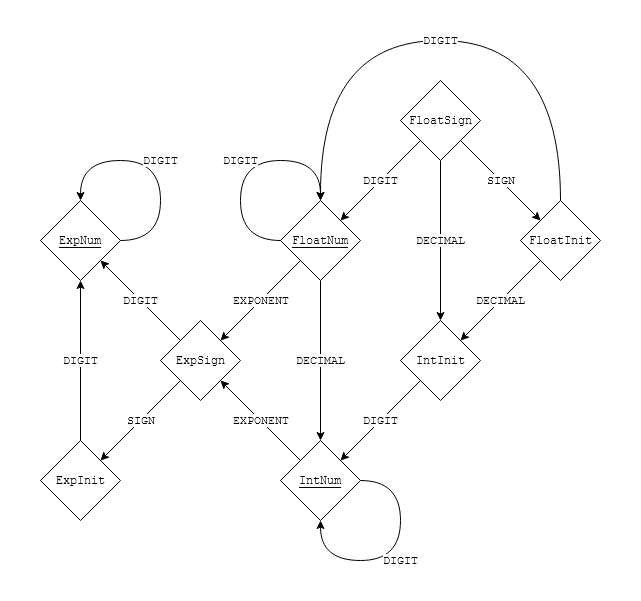 DIGIT
FloatSign
DIGIT
DIGIT
DIGIT
SIGN
ExpNum
FloatNum
DECIMAL
FloatInit
DIGIT
EXPONENT
DECIMAL
DIGIT
ExpSign
DECIMAL
IntInit
SIGN
EXPONENT
DIGIT
ExpInit
IntNum
DIGIT